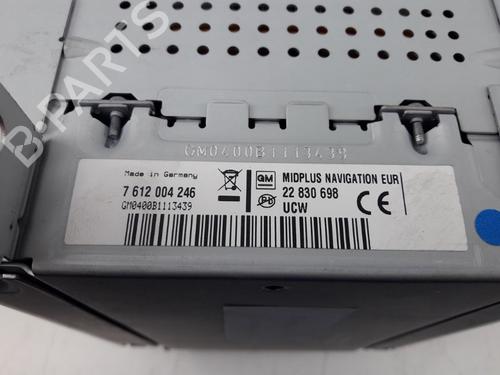 B-PARTS
GM0400B1113439
Made in Germany
7 612 004 246
GM0400B1113439
GM
MIDPLUS NAVIGATION EUR
22 830 698
Pb
UCW
CE